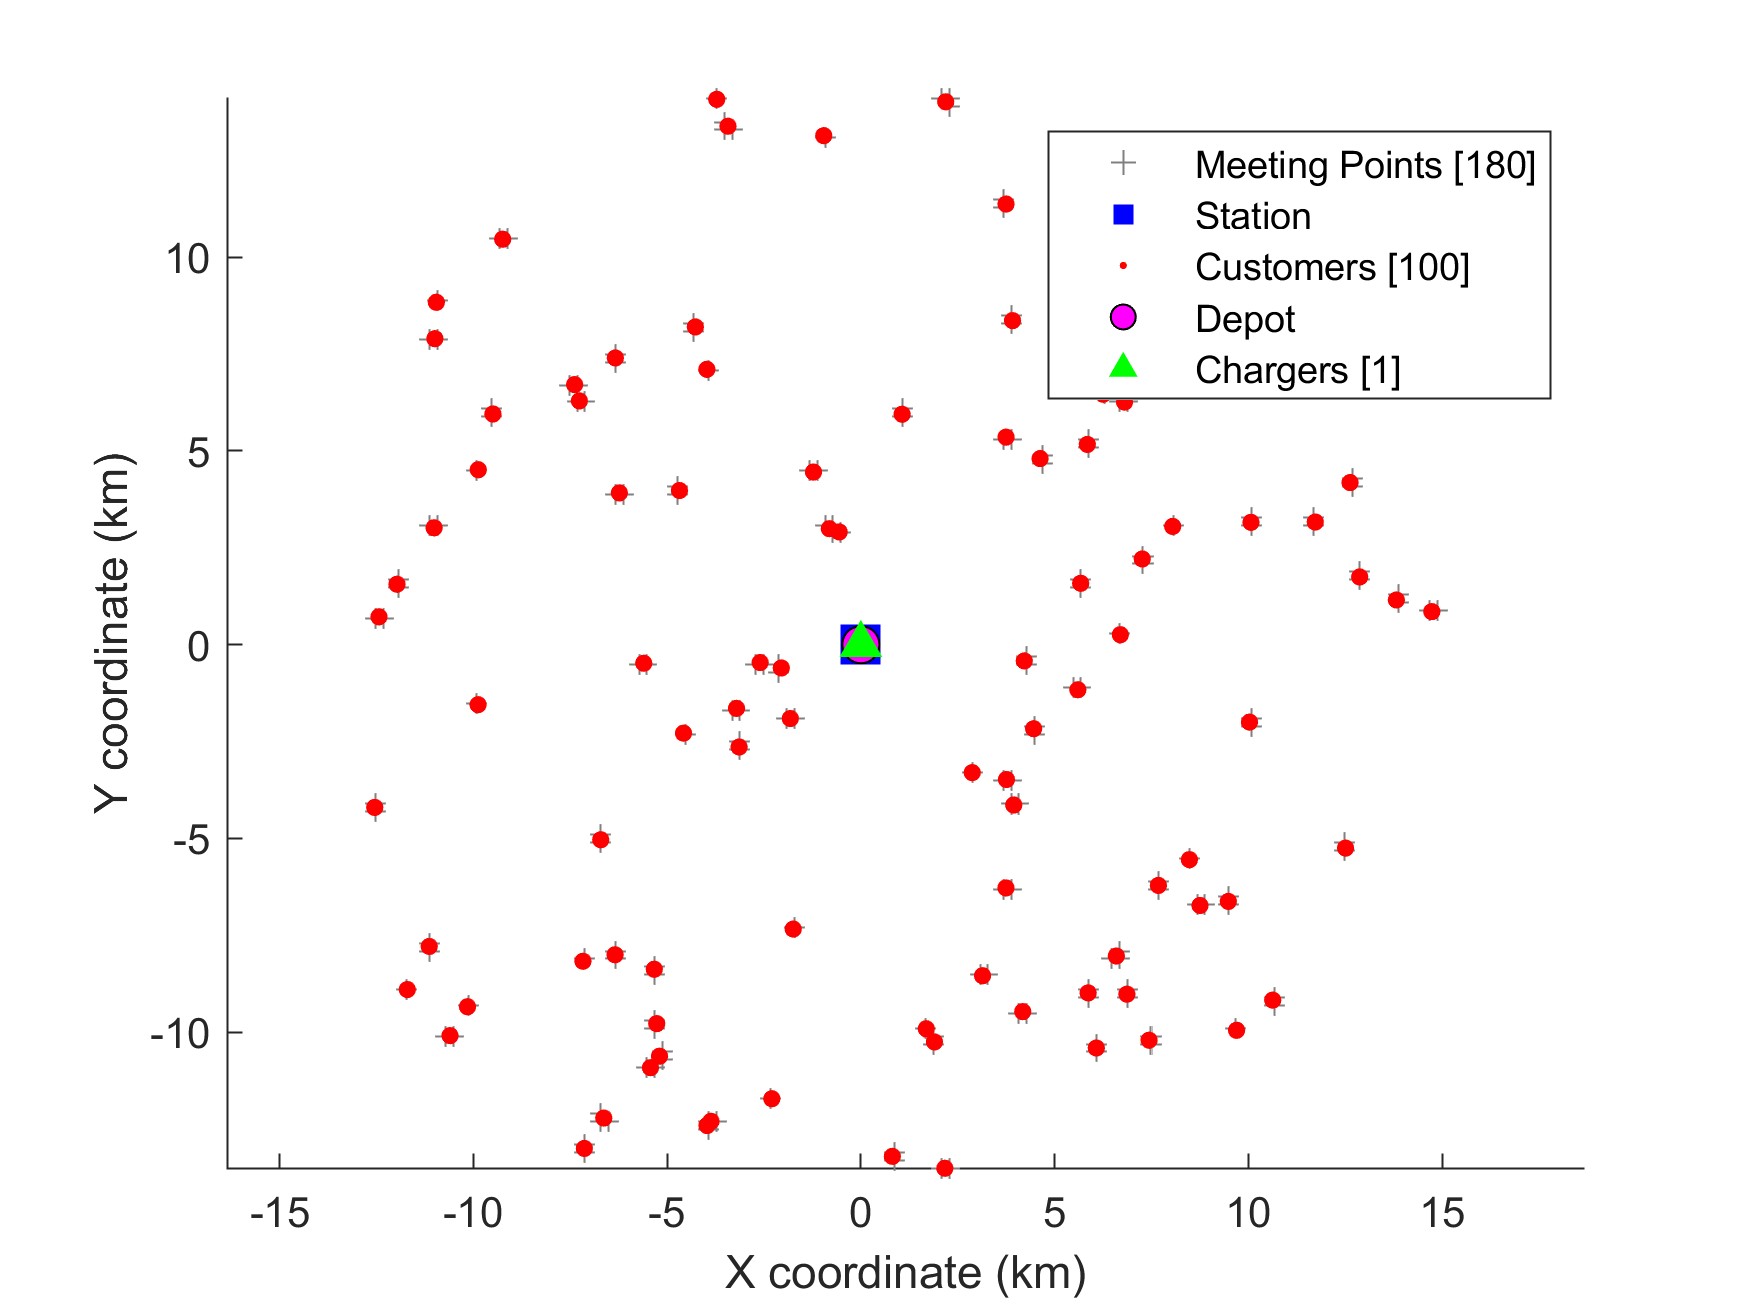 Meeting Points [180]
Station
Customers [100]
Depot
Chargers [1]
10
5
0
-5
-10
Y coordinate (km)
-15
-10
-5
0
5
10
15
X coordinate (km)